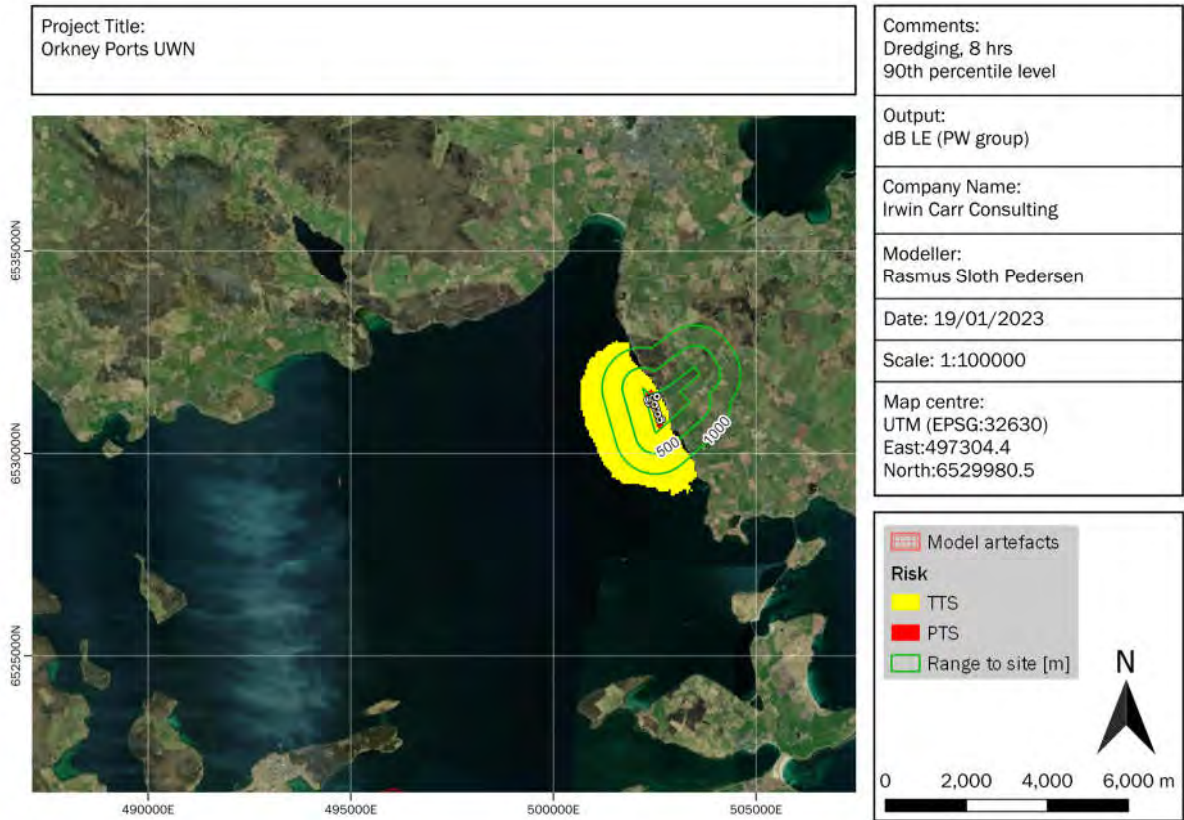 Project Title:
Orkney Ports UWN
Comments:
Dredging, 8 hrs
90th percentile level
Output:
dB LE (PW group)
Company Name:
Irwin Carr Consulting
Modeller:
Rasmus Sloth Pedersen
Date: 19/01/2023
Scale: 1:100000
Map centre:
UTM (EPSG:32630)
East:497304.4
North:6529980.5
6535000N
6530000N
6525000N
500
1000
490000E
495000E
500000E
505000E
Model artefacts
Risk
TTS
PTS
Range to site [m]
N
0
2,000
4,000
6,000 m